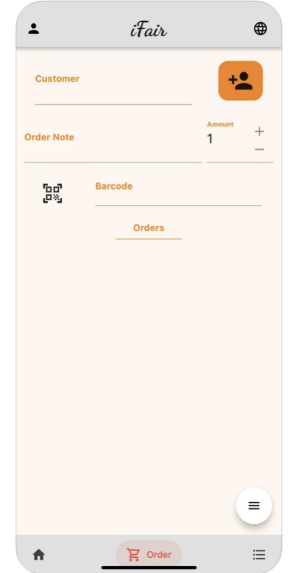 iFair
Customer
Order Note
Amount
1
Barcode
Orders
Order